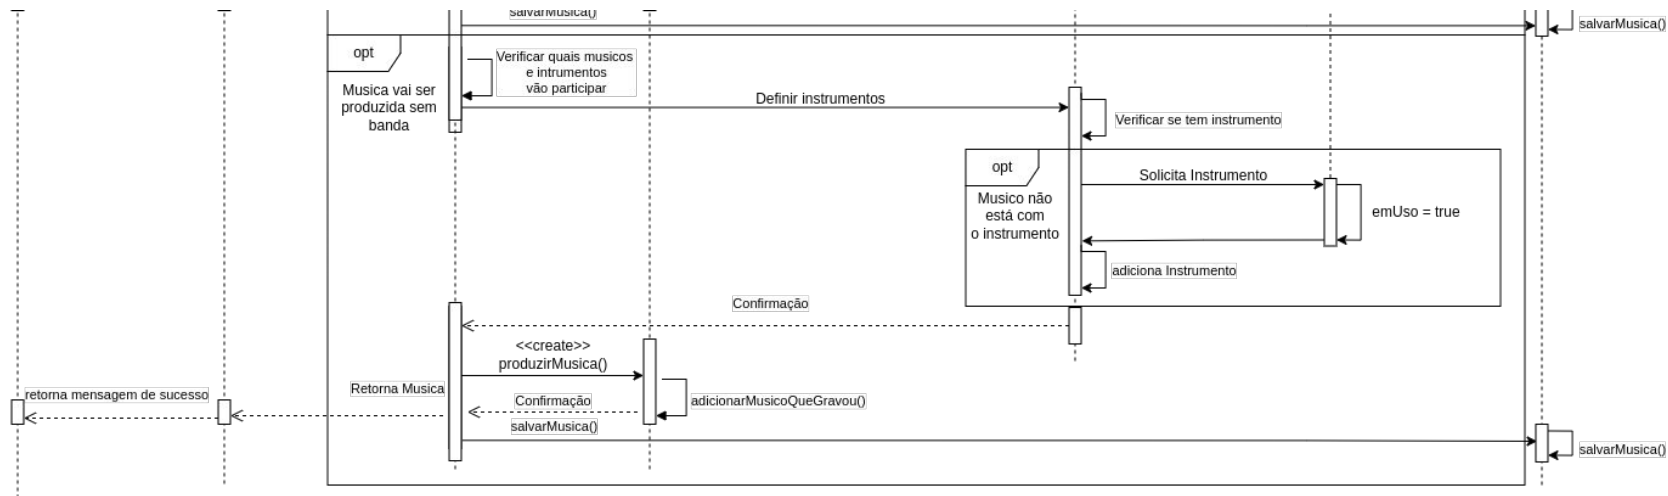 salvarMusica()
salvarMusica()
opt
Verificar quais musicos
e intrumentos
vão participar
Musica vai ser
produzida sem
banda
Definir instrumentos
Verificar se tem instrumento
opt
Solicita Instrumento
Musico não
está com
o instrumento
emUso = true
adiciona Instrumento
Confirmação
<<create>>
produzirMusica()
Retorna Musica
retorna mensagem de sucesso
Confirmação
adicionarMusicoQueGravou()
salvarMusica()
salvarMusica()